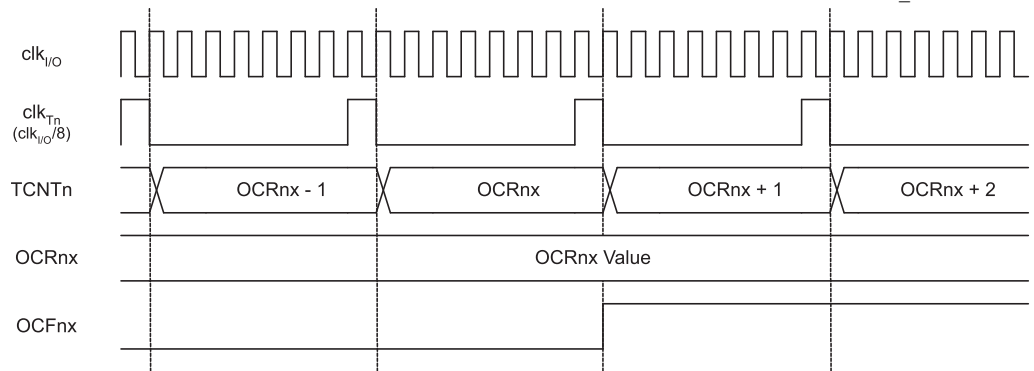 clkI/O
clkTn
(clkI/O/8)
TCNTn
OCRnx - 1
OCRnx
OCRnx + 1
OCRnx + 2
OCRnx
OCRnx Value
OCFnx